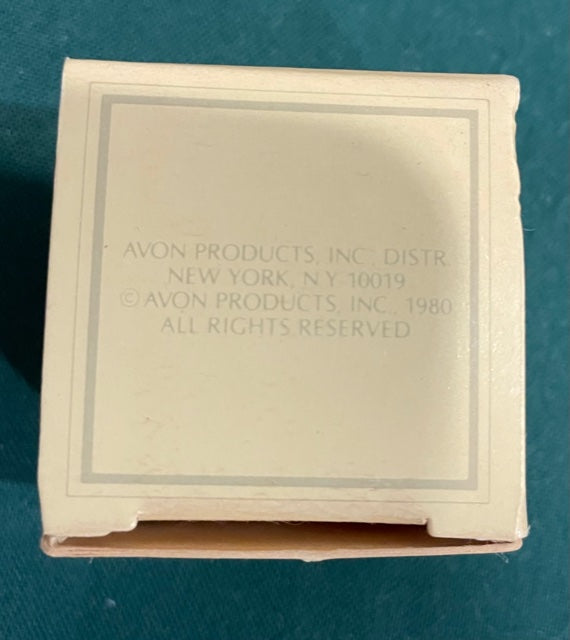 AVON PRODUCTS, INC., DISTR.
NEW YORK, N.Y. 10019
© AVON PRODUCTS, INC., 1980
ALL RIGHTS RESERVED